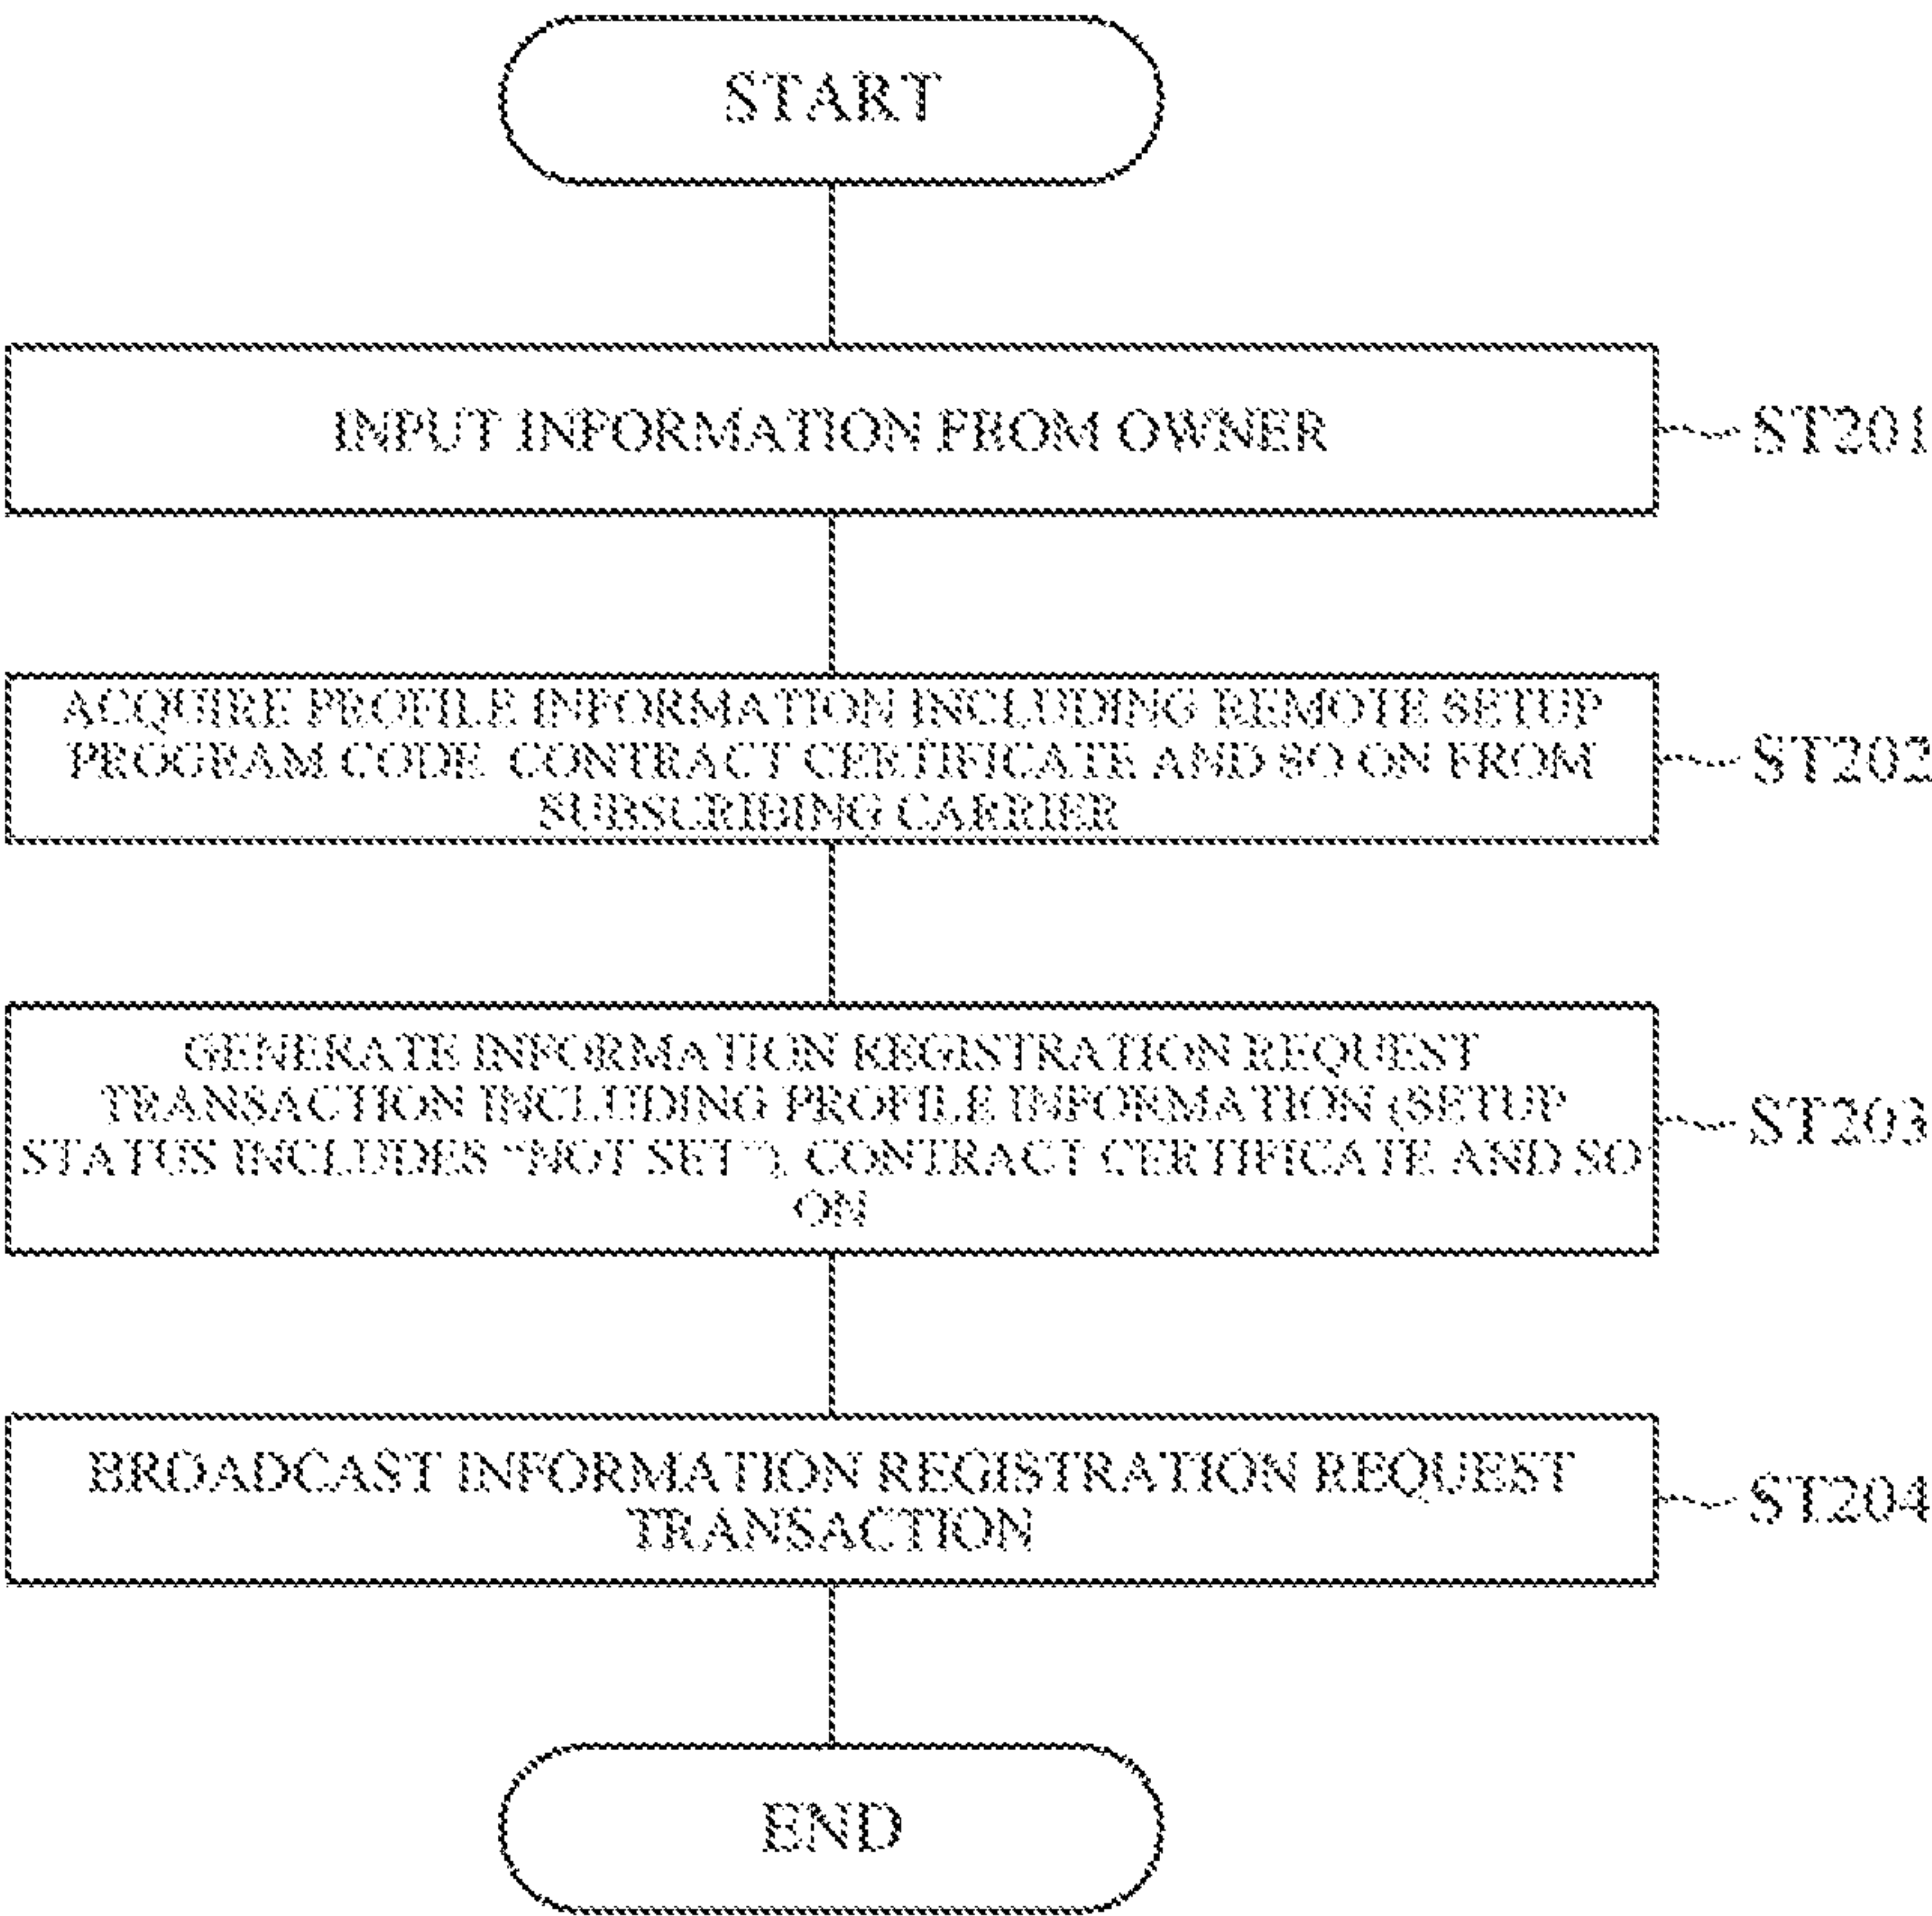 START
INPUT INFORMATION FROM OWNER
ST201
ACQUIRE PROFILE INFORMATION INCLUDING REMOTE SETUP
PROGRAM CODE CONTRACT CERTIFICATE AND SO ON FROM
SUBSCRIBING CARRIER
ST202
GENERATE INFORMATION REGISTRATION REQUEST
TRANSACTION INCLUDING PROFILE INFORMATION (SETUP
STATUS INCLUDES "NOT SET"), CONTRACT CERTIFICATE AND SO
ON
ST203
BROADCAST INFORMATION REGISTRATION REQUEST
TRANSACTION
ST204
END